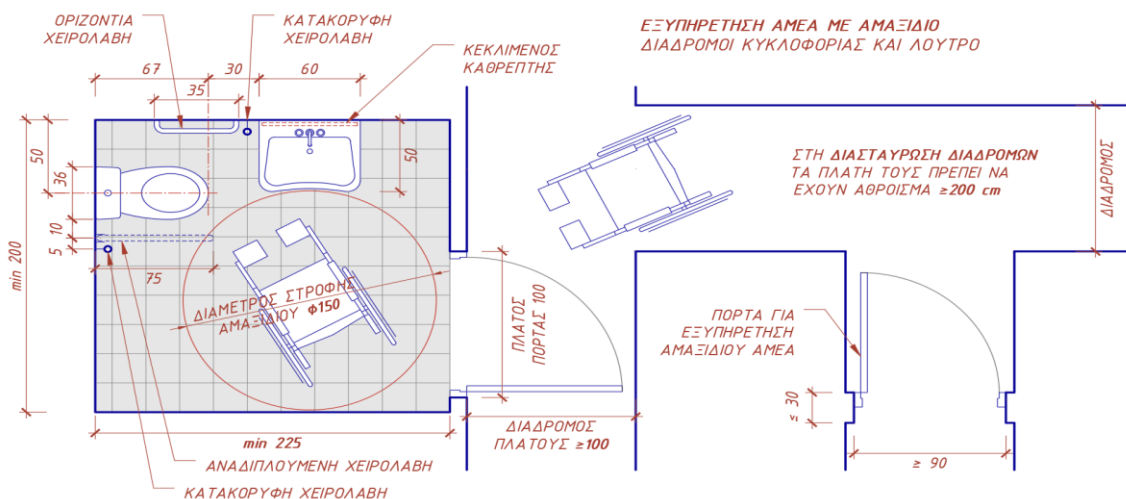 ΟΡΙΖΟΝΤΙΑ
ΧΕΙΡΟΛΑΒΗ
ΚΑΤΑΚΟΡΥΦΗ
ΧΕΙΡΟΛΑΒΗ
ΚΕΚΛΙΜΕΝΟΣ
ΚΑΘΡΕΠΤΗΣ
ΕΞΥΠΗΡΕΤΗΣΗ ΑΜΕΑ ΜΕ ΑΜΑΞΙΔΙΟ
ΔΙΑΔΡΟΜΟΙ ΚΥΚΛΟΦΟΡΙΑΣ ΚΑΙ ΛΟΥΤΡΟ
67
30
60
35
50
36
10
5
min 200
50
75
ΔΙΑΜΕΤΡΟΣ ΣΤΡΟΦΗΣ
ΑΜΑΞΙΔΙΟΥ Φ150
ΠΛΑΤΟΣ
ΠΟΡΤΑΣ 100
ΣΤΗ ΔΙΑΣΤΑΥΡΩΣΗ ΔΙΑΔΡΟΜΩΝ
ΤΑ ΠΛΑΤΗ ΤΟΥΣ ΠΡΕΠΕΙ ΝΑ
ΕΧΟΥΝ ΑΘΡΟΙΣΜΑ ≥200 cm
ΔΙΑΔΡΟΜΟΣ
ΠΟΡΤΑ ΓΙΑ
ΕΞΥΠΗΡΕΤΗΣΗ
ΑΜΑΞΙΔΙΟΥ ΑΜΕΑ
≤ 30
≥ 90
min 225
ΔΙΑΔΡΟΜΟΣ
ΠΛΑΤΟΥΣ ≥100
ΑΝΑΔΙΠΛΟΥΜΕΝΗ ΧΕΙΡΟΛΑΒΗ
ΚΑΤΑΚΟΡΥΦΗ ΧΕΙΡΟΛΑΒΗ